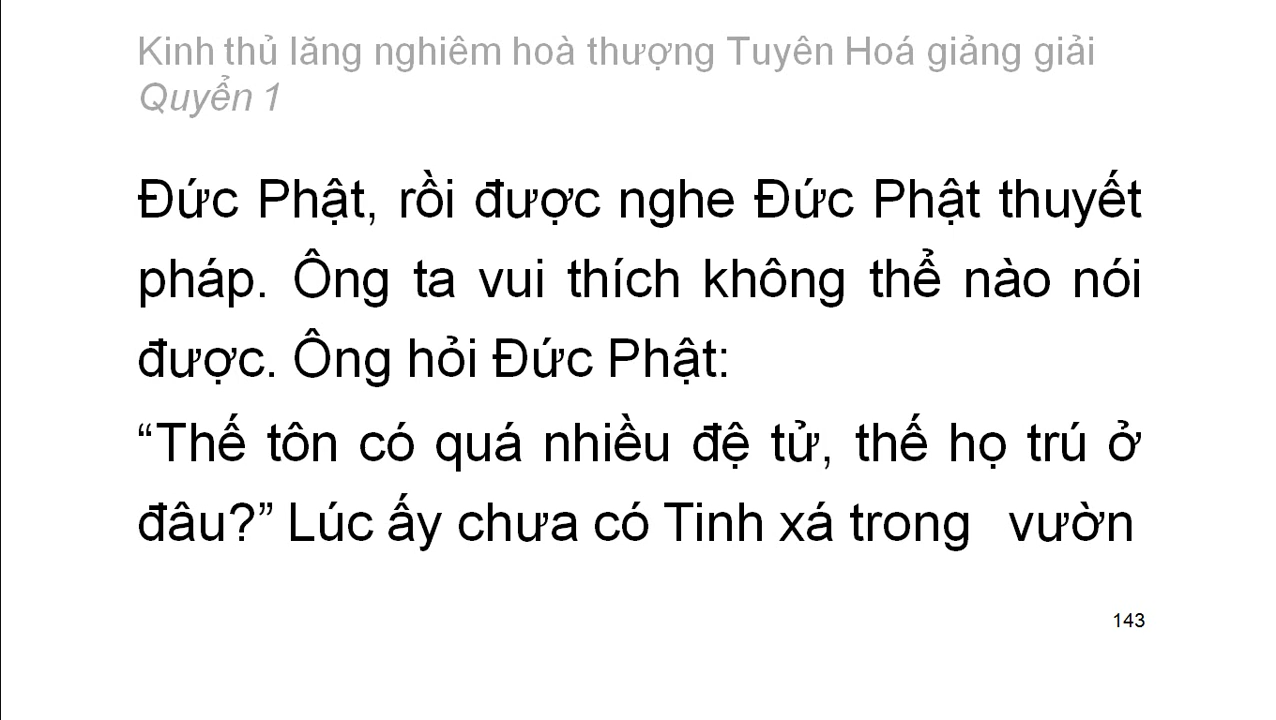 Kinh thủ lăng nghiêm hoà thượng Tuyên Hoá giảng giải
Quyển 1
Đức Phật, rồi được nghe Đức Phật thuyết
pháp. Ông ta vui thích không thể nào nói
được. Ông hỏi Đức Phật:
“Thế tôn có quá nhiều đệ tử, thế họ trú ở
đâu?” Lúc ấy chưa có Tinh xá trong vườn
143